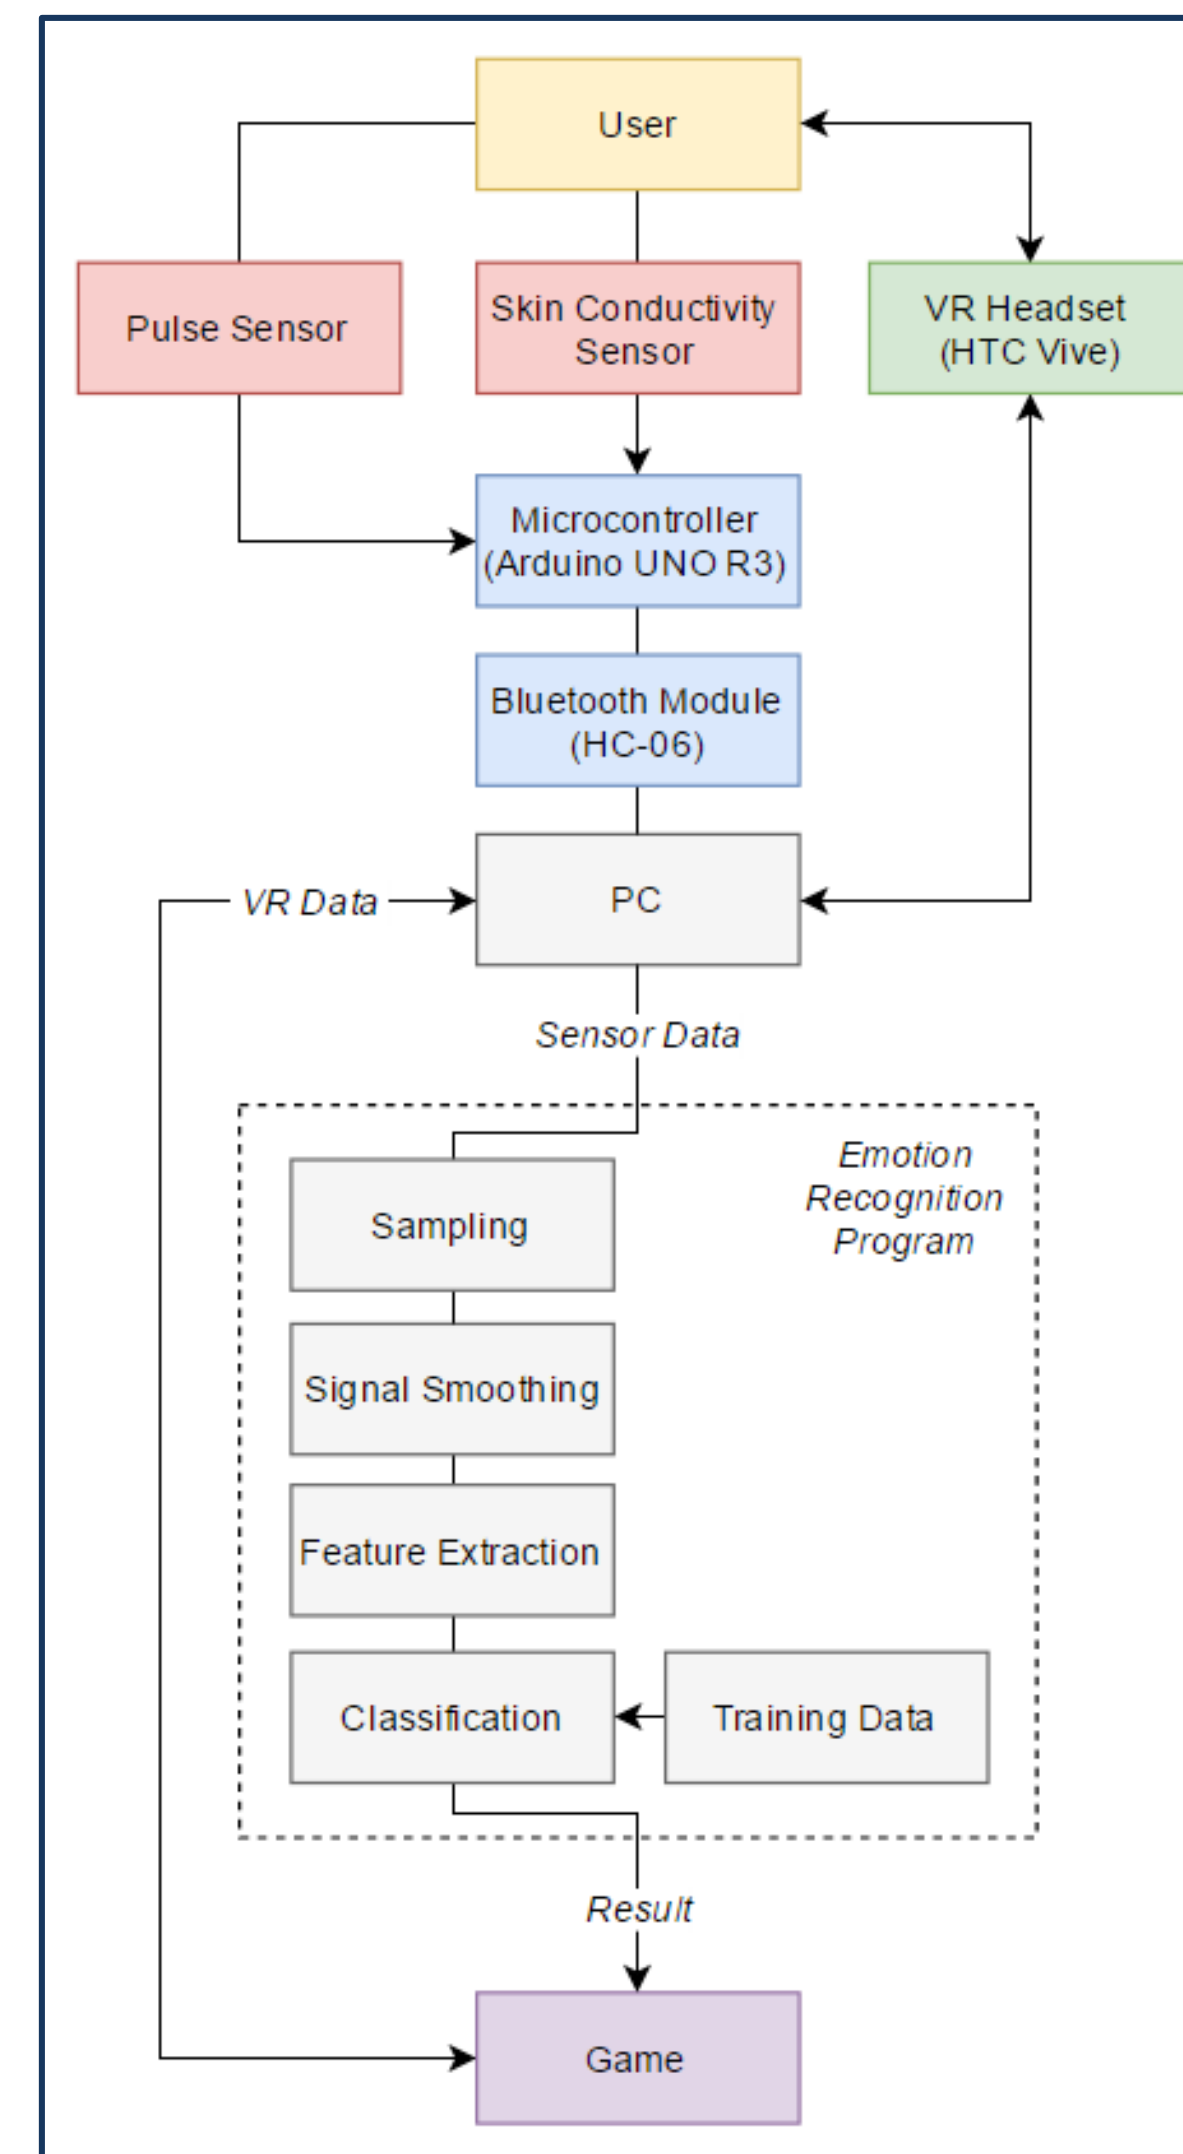 User
Pulse Sensor
Skin Conductivity
Sensor
VR Headset
(HTC Vive)
Microcontroller
(Arduino UNO R3)
Bluetooth Module
(HC-06)
VR Data
PC
Sensor Data
Emotion
Recognition
Program
Sampling
Signal Smoothing
Feature Extraction
Classification
Training Data
Result
Game